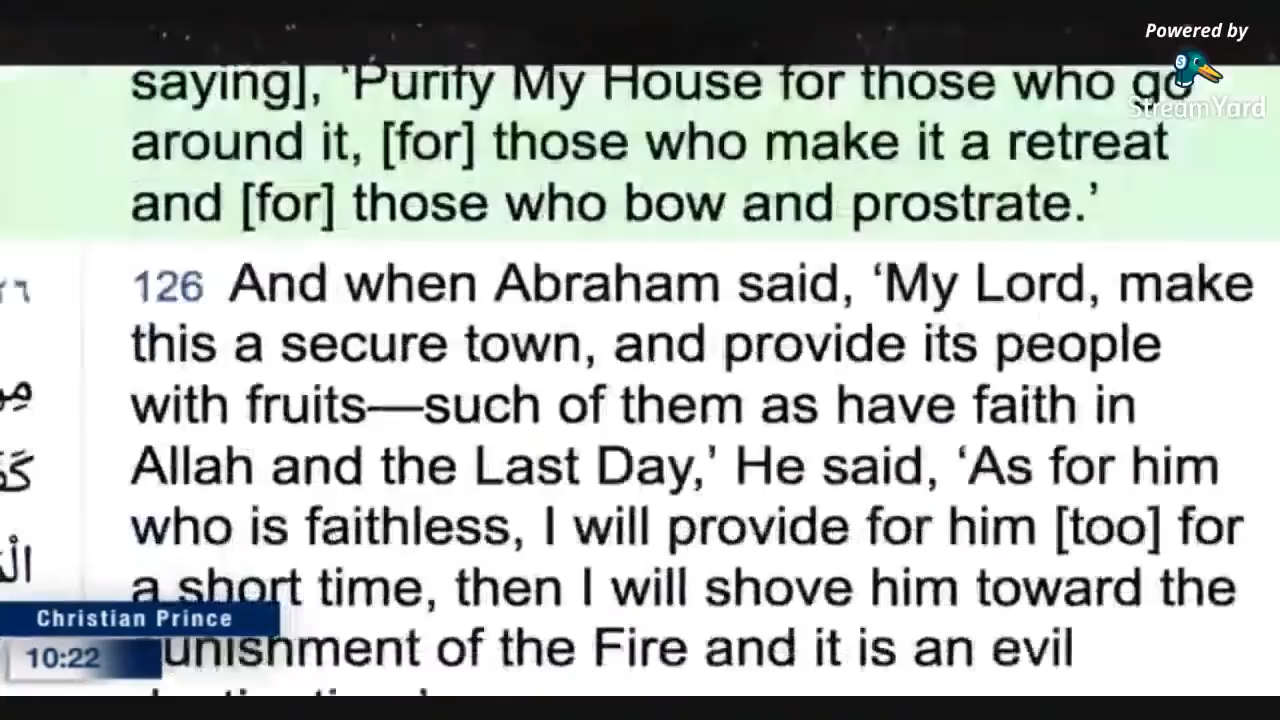 Powered by
StreamYard
saying], ‘Purify My House for those who go
around it, [for] those who make it a retreat
and [for] those who bow and prostrate.’
126 And when Abraham said, ‘My Lord, make
this a secure town, and provide its people
with fruits—such of them as have faith in
Allah and the Last Day,’ He said, ‘As for him
who is faithless, I will provide for him [too] for
a short time, then I will shove him toward the
punishment of the Fire and it is an evil
Christian Prince
10:22